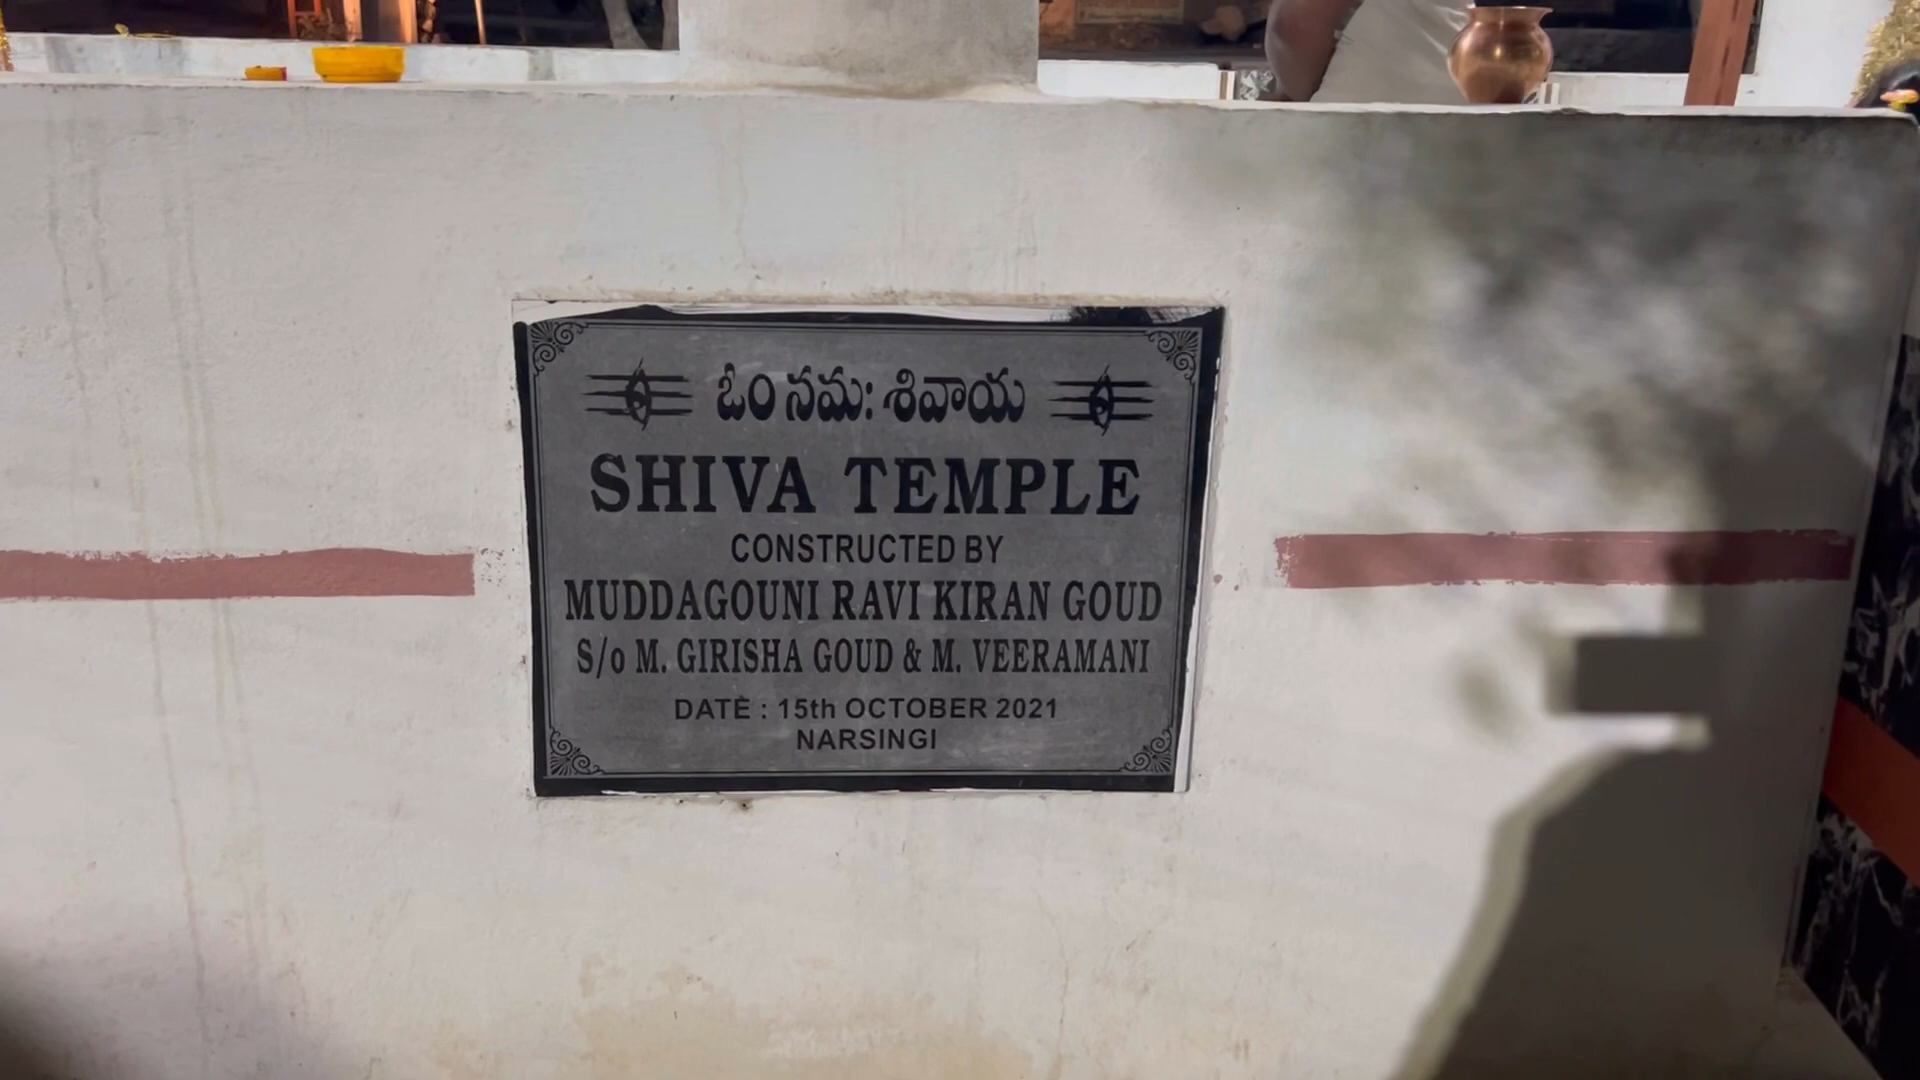 ఓం నమః శివాయ
SHIVA TEMPLE
CONSTRUCTED BY
MUDDAGOUNI RAVI KIRAN GOUD
S/o M. GIRISHA GOUD & M. VEERAMANI
DATE : 15th OCTOBER 2021
NARSINGI